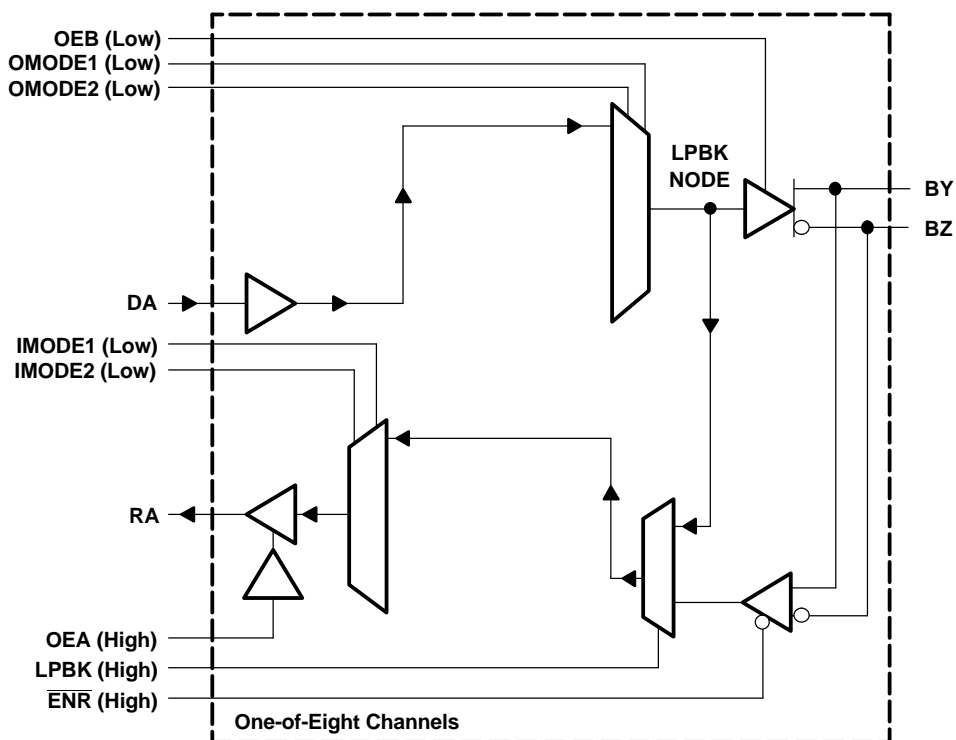 OEB (Low)
OMODE1 (Low)
OMODE2 (Low)
LPBK
NODE
BY
BZ
DA
IMODE1 (Low)
IMODE2 (Low)
RA
OEA (High)
LPBK (High)
E̅N̅R̅ (High)
One-of-Eight Channels